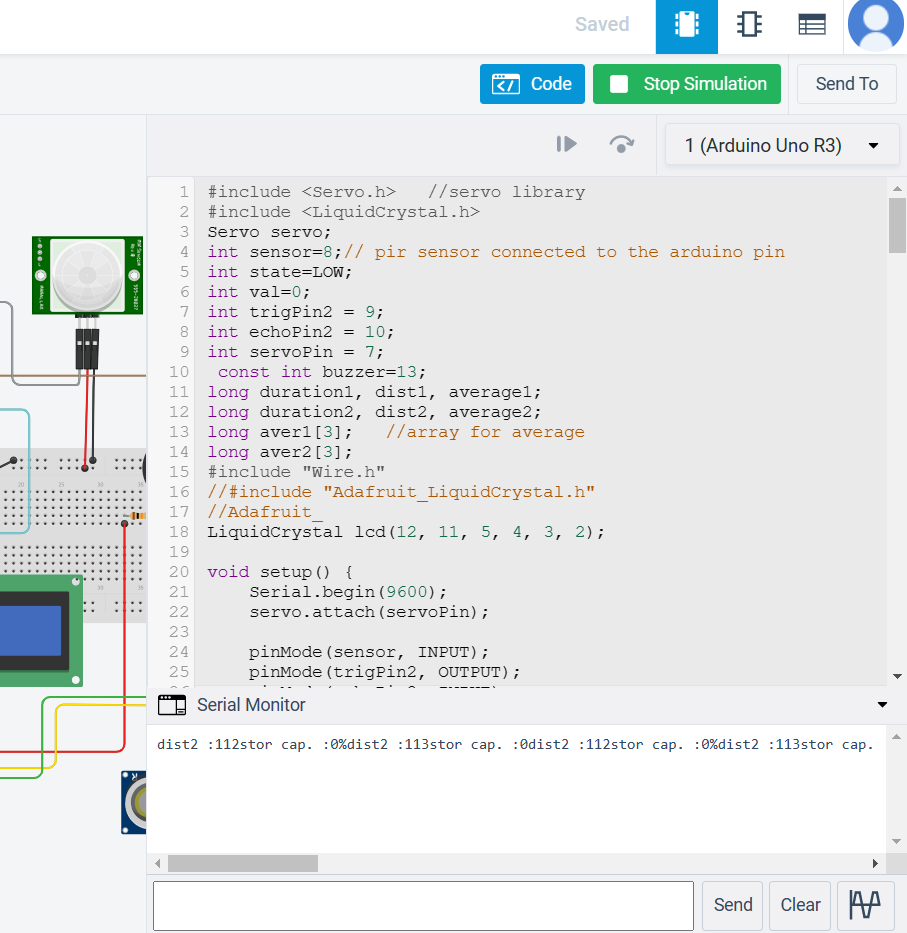 Saved
Code
Stop Simulation
Send To
1 (Arduino Uno R3)
1 #include <Servo.h>   //servo library
2 #include <LiquidCrystal.h>
3 Servo servo;
4 int sensor=8;// pir sensor connected to the arduino pin
5 int state=LOW;
6 int val=0;
7 int trigPin2 = 9;
8 int echoPin2 = 10;
9 int servoPin = 7;
10  const int buzzer=13;
11 long duration1, dist1, average1;
12 long duration2, dist2, average2;
13 long aver1[3];   //array for average
14 long aver2[3];
15 #include "Wire.h"
16 //#include "Adafruit_LiquidCrystal.h"
17 //Adafruit_
18 LiquidCrystal lcd(12, 11, 5, 4, 3, 2);
19
20 void setup() {
21     Serial.begin(9600);
22     servo.attach(servoPin);
23
24     pinMode(sensor, INPUT);
25     pinMode(trigPin2, OUTPUT);
Serial Monitor
dist2 :112stor cap. :0%dist2 :113stor cap. :0dist2 :112stor cap. :0%dist2 :113stor cap.
Send
Clear